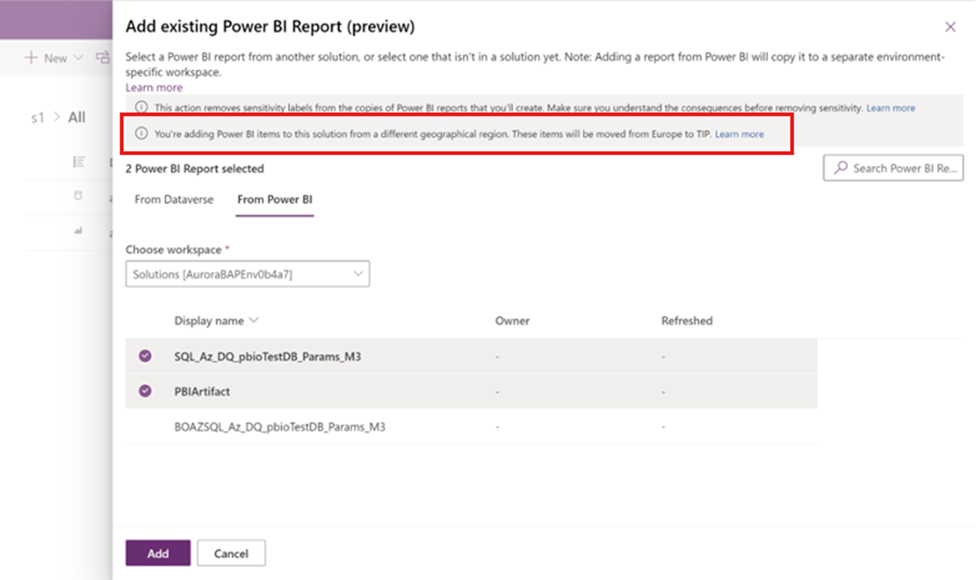 Add existing Power BI Report (preview)
New
Select a Power BI report from another solution, or select one that isn't in a solution yet. Note: Adding a report from Power BI will copy it to a separate environment-
specific workspace.
Learn more
This action removes sensitivity labels from the copies of Power BI reports that you'll create. Make sure you understand the consequences before removing sensitivity. Learn more
s1 > All
You're adding Power BI items to this solution from a different geographical region. These items will be moved from Europe to TIP. Learn more
2 Power BI Report selected
Search Power BI Re...
From Dataverse From Power BI
Choose workspace *
Solutions [AuroraBAPEnv0b4a7]
Display name Owner Refreshed
SQL_Az_DQ_pbioTestDB_Params_M3 - -
PBIArtifact - -
BOAZSQL_Az_DQ_pbioTestDB_Params_M3 - -
Add Cancel